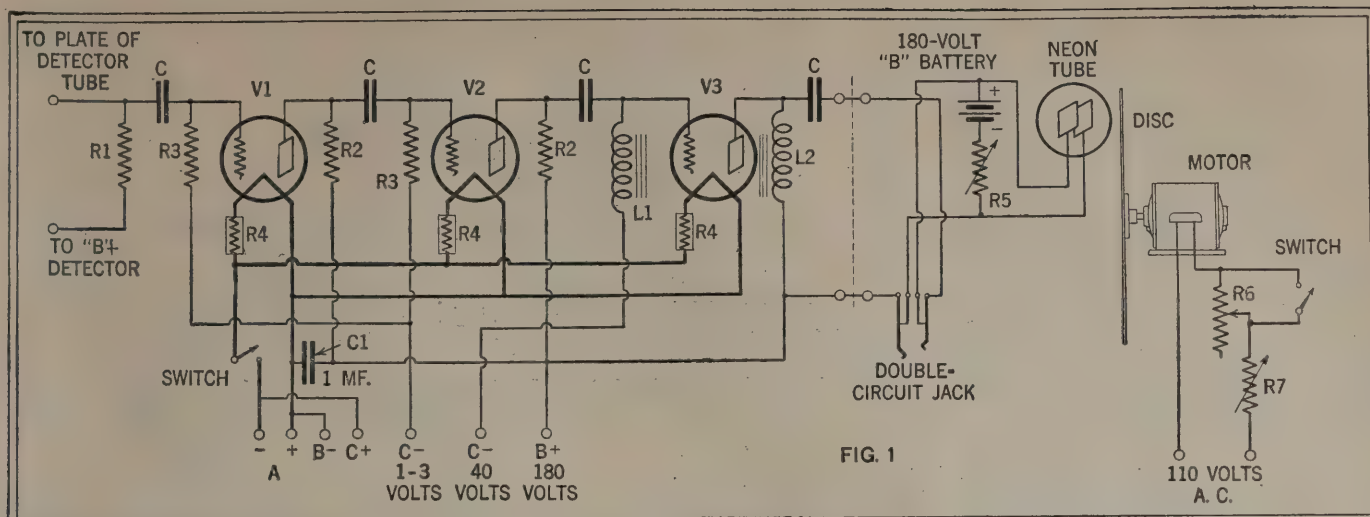 TO PLATE OF
DETECTOR
TUBE
C
V1
C
V2
C
V3
C
180-VOLT
"B" BATTERY
NEON
TUBE
+
-
DISC
R1
R3
R2
R3
R2
L1
L2
R5
MOTOR
TO "B"+
DETECTOR
R4
R4
R4
SWITCH
R6
SWITCH
C1
1 MF.
DOUBLE-
CIRCUIT JACK
R7
- + B- C+
A
C-
1-3
VOLTS
C-
40
VOLTS
B+
180
VOLTS
FIG. 1
110 VOLTS
A. C.